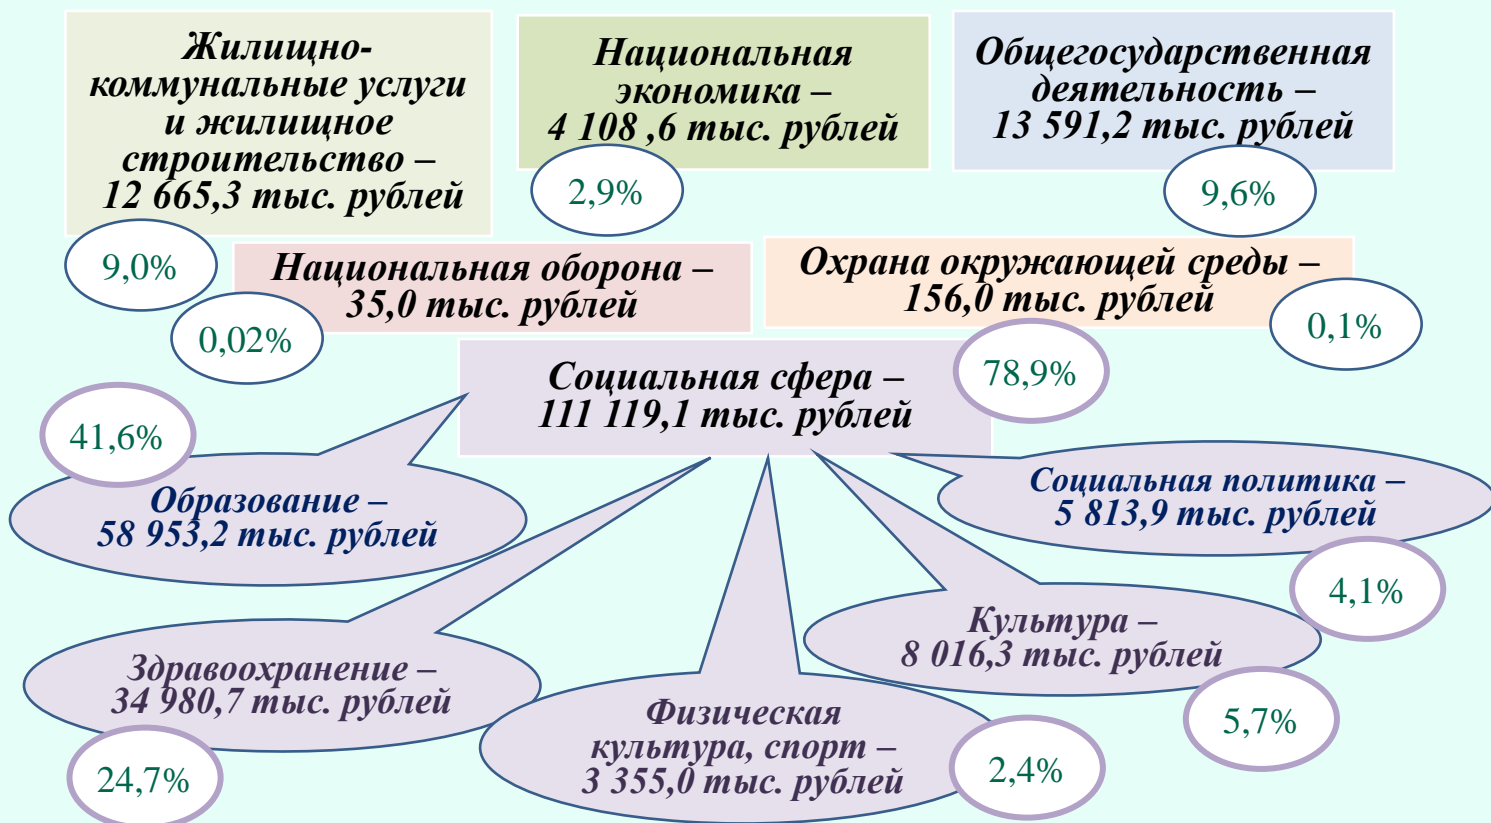 Жилищно-
коммунальные услуги
и жилищное
строительство –
12 665,3 тыс. рублей
9,0%
Национальная
экономика –
4 108 ,6 тыс. рублей
2,9%
Общегосударственная
деятельность –
13 591,2 тыс. рублей
9,6%
Национальная оборона –
35,0 тыс. рублей
0,02%
Охрана окружающей среды –
156,0 тыс. рублей
0,1%
Социальная сфера –
111 119,1 тыс. рублей
78,9%
41,6%
Образование –
58 953,2 тыс. рублей
Социальная политика –
5 813,9 тыс. рублей
4,1%
Культура –
8 016,3 тыс. рублей
5,7%
Здравоохранение –
34 980,7 тыс. рублей
24,7%
Физическая
культура, спорт –
3 355,0 тыс. рублей
2,4%